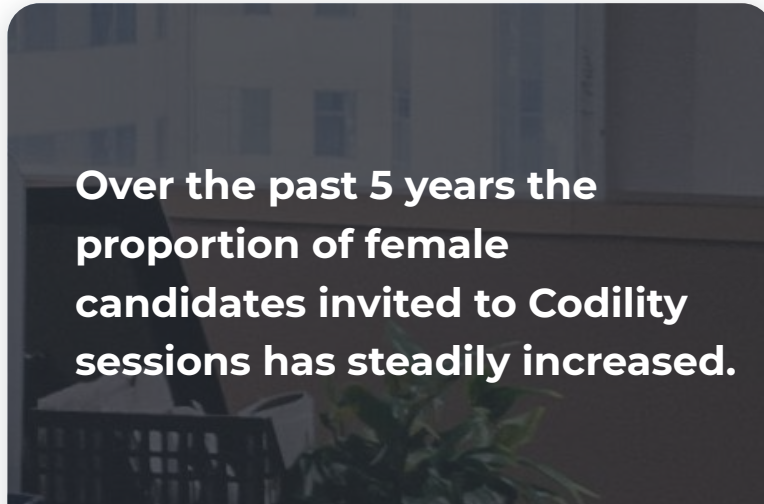 Over the past 5 years the
proportion of female
candidates invited to Codility
sessions has steadily increased.